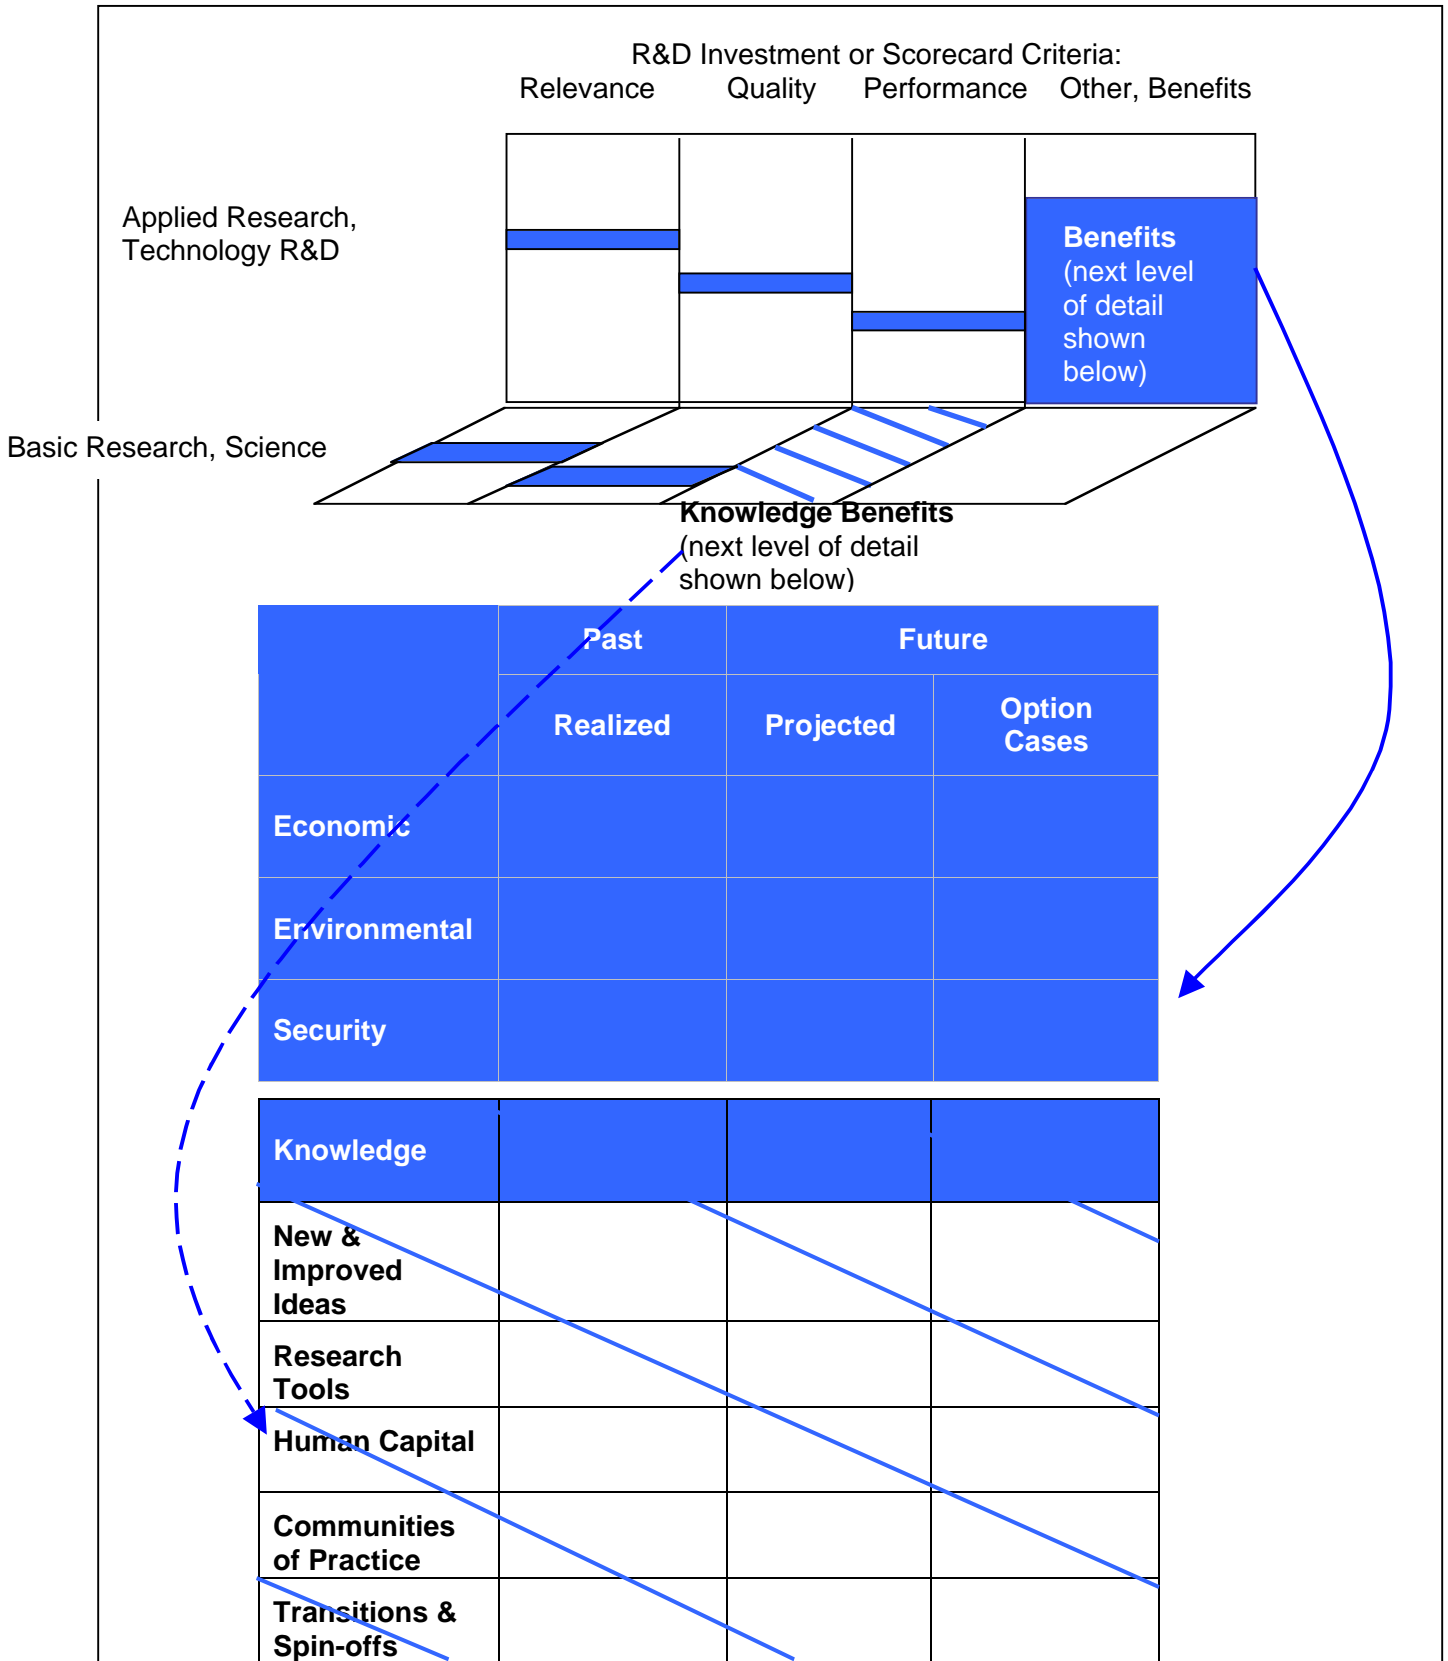 R&D Investment or Scorecard Criteria:
Relevance Quality Performance Other, Benefits
Applied Research,
Technology R&D
Benefits
(next level
of detail
shown
below)
Basic Research, Science
Knowledge Benefits
(next level of detail
shown below)
Past Future
Realized Projected Option
Cases
Economic
Environmental
Security
Knowledge
New &
Improved
Ideas
Research
Tools
Human Capital
Communities
of Practice
Transitions &
Spin-offs